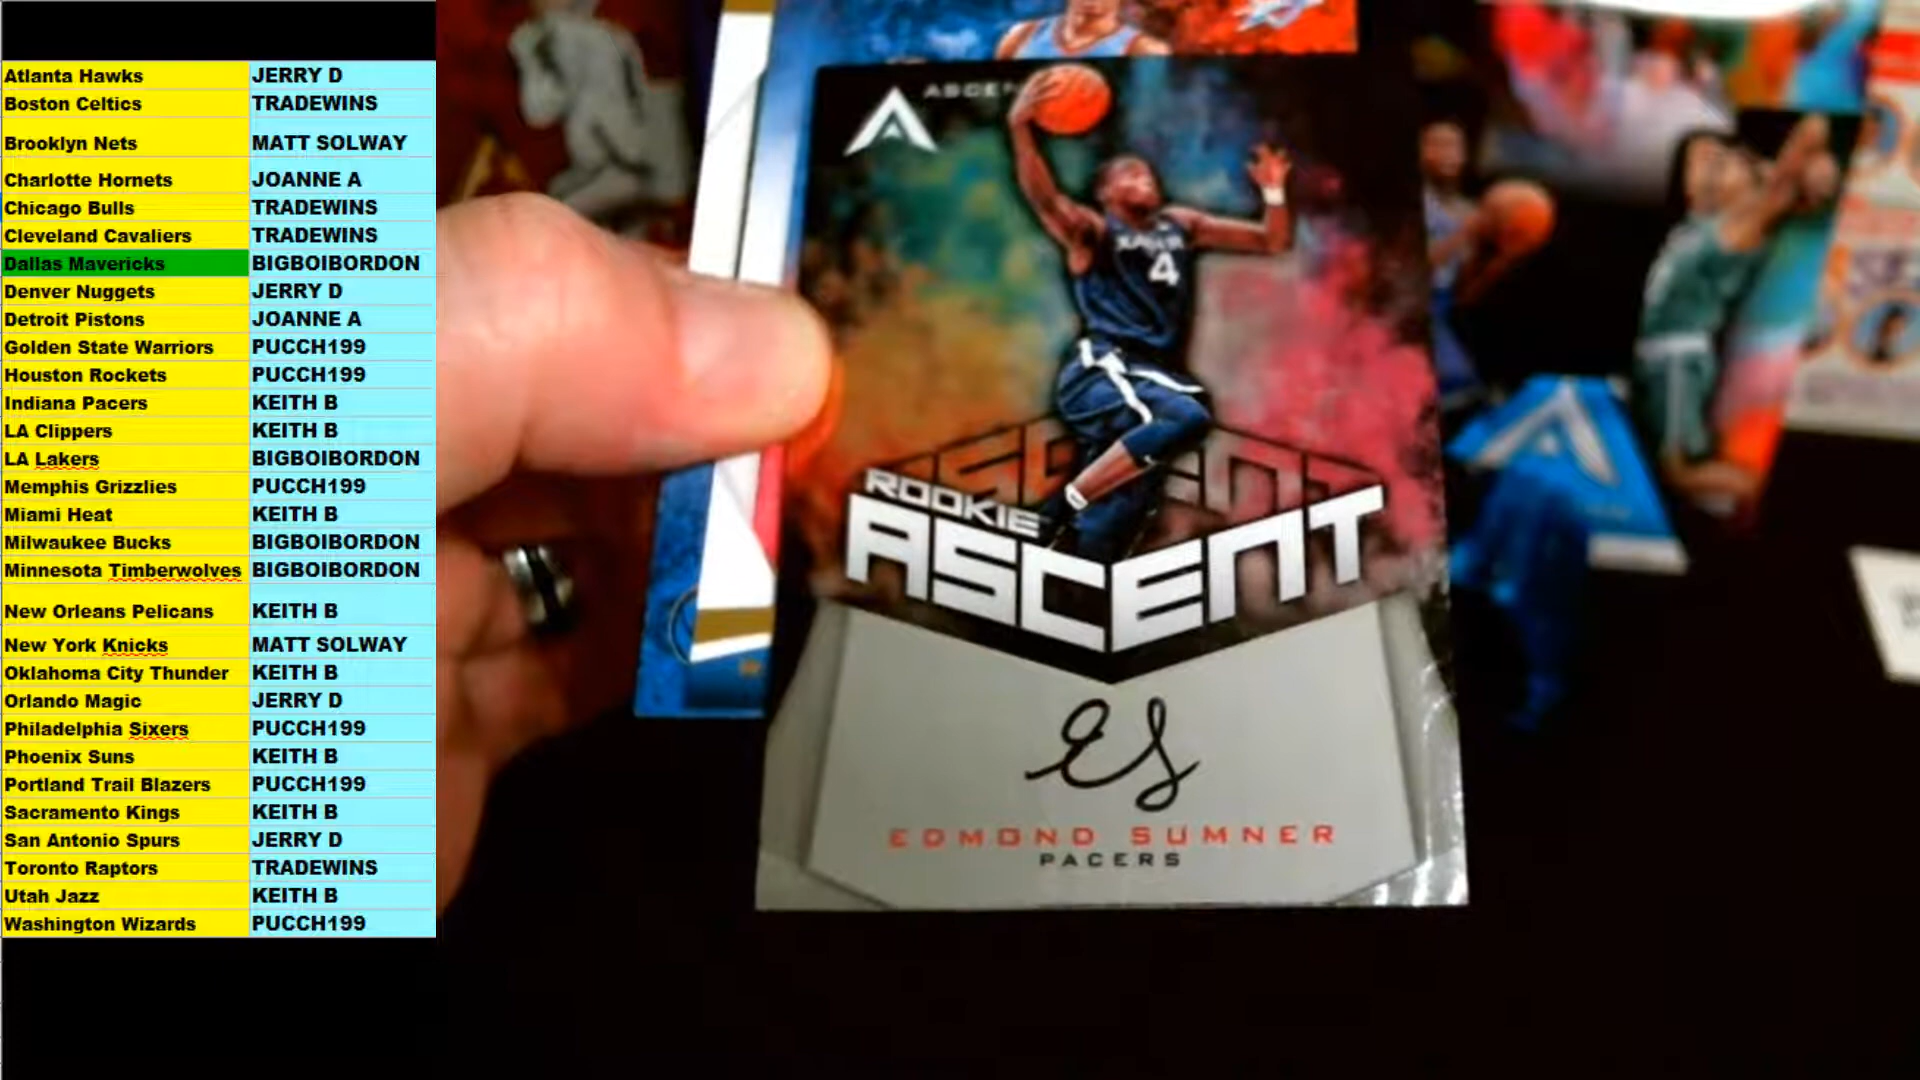 Atlanta Hawks JERRY D
Boston Celtics TRADEWINS
Brooklyn Nets MATT SOLWAY
Charlotte Hornets JOANNE A
Chicago Bulls TRADEWINS
Cleveland Cavaliers TRADEWINS
Dallas Mavericks BIGBOIBORDON
Denver Nuggets JERRY D
Detroit Pistons JOANNE A
Golden State Warriors PUCCH199
Houston Rockets PUCCH199
Indiana Pacers KEITH B
LA Clippers KEITH B
LA Lakers BIGBOIBORDON
Memphis Grizzlies PUCCH199
Miami Heat KEITH B
Milwaukee Bucks BIGBOIBORDON
Minnesota Timberwolves BIGBOIBORDON
New Orleans Pelicans KEITH B
New York Knicks MATT SOLWAY
Oklahoma City Thunder KEITH B
Orlando Magic JERRY D
Philadelphia Sixers PUCCH199
Phoenix Suns KEITH B
Portland Trail Blazers PUCCH199
Sacramento Kings KEITH B
San Antonio Spurs JERRY D
Toronto Raptors TRADEWINS
Utah Jazz KEITH B
Washington Wizards PUCCH199
4
ROOKIE
ASCENT
ES
EDMOND SUMNER
PACERS